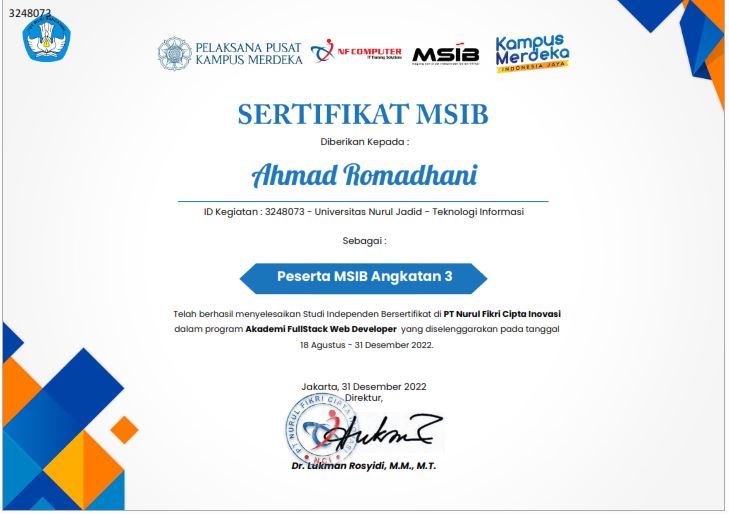 3248073
PELAKSANA PUSAT
KAMPUS MERDEKA
NF COMPUTER
IT Training Solutions
MSIB
Kampus
Merdeka
INDONESIA JAYA
SERTIFIKAT MSIB
Diberikan Kepada :
Ahmad Romadhani
ID Kegiatan : 3248073 - Universitas Nurul Jadid - Teknologi Informasi
Sebagai :
Peserta MSIB Angkatan 3
Telah berhasil menyelesaikan Studi Independen Bersertifikat di PT Nurul Fikri Cipta Inovasi
dalam program Akademi FullStack Web Developer yang diselenggarakan pada tanggal
18 Agustus - 31 Desember 2022.
Jakarta, 31 Desember 2022
Direktur,
PT NURUL FIKRI CIPTA
NCI
Dr. Lukman Rosyidi, M.M., M.T.